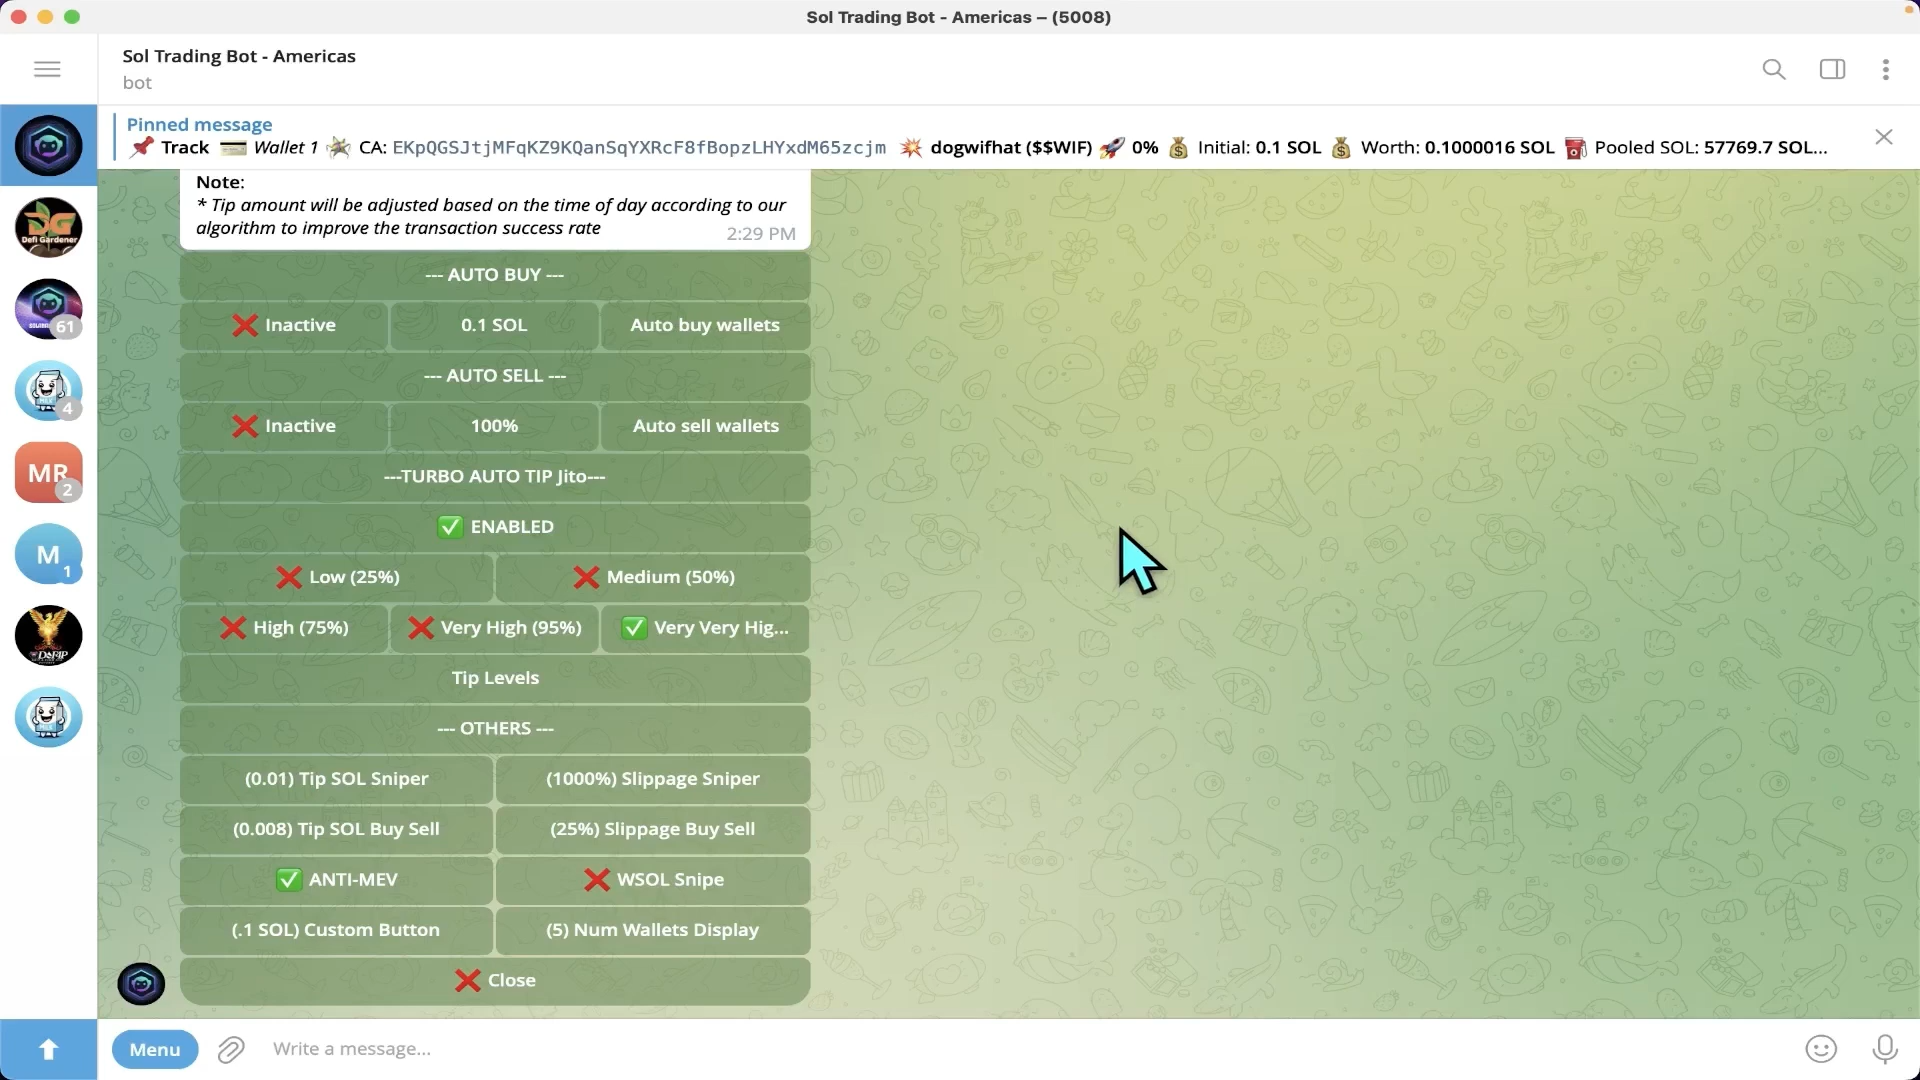 Sol Trading Bot - Americas – (5008)
Sol Trading Bot - Americas
bot
Pinned message
📌 Track 💳 Wallet 1 CA: EKpQGSJtjMFqKZ9KQanSqYXRcF8fBopzLHYxdM65zcjm 💥 dogwifhat ($$WIF) 🚀 0% 💰 Initial: 0.1 SOL 💰 Worth: 0.1000016 SOL Pooled SOL: 57769.7 SOL...
Note:
* Tip amount will be adjusted based on the time of day according to our
algorithm to improve the transaction success rate
2:29 PM
--- AUTO BUY ---
❌ Inactive 0.1 SOL Auto buy wallets
--- AUTO SELL ---
❌ Inactive 100% Auto sell wallets
---TURBO AUTO TIP Jito---
✅ ENABLED
❌ Low (25%) ❌ Medium (50%)
❌ High (75%) ❌ Very High (95%) ✅ Very Very Hig...
Tip Levels
--- OTHERS ---
(0.01) Tip SOL Sniper (1000%) Slippage Sniper
(0.008) Tip SOL Buy Sell (25%) Slippage Buy Sell
✅ ANTI-MEV ❌ WSOL Snipe
(.1 SOL) Custom Button (5) Num Wallets Display
❌ Close
Defi Gardener
61
4
MR
2
M
1
Menu
Write a message...